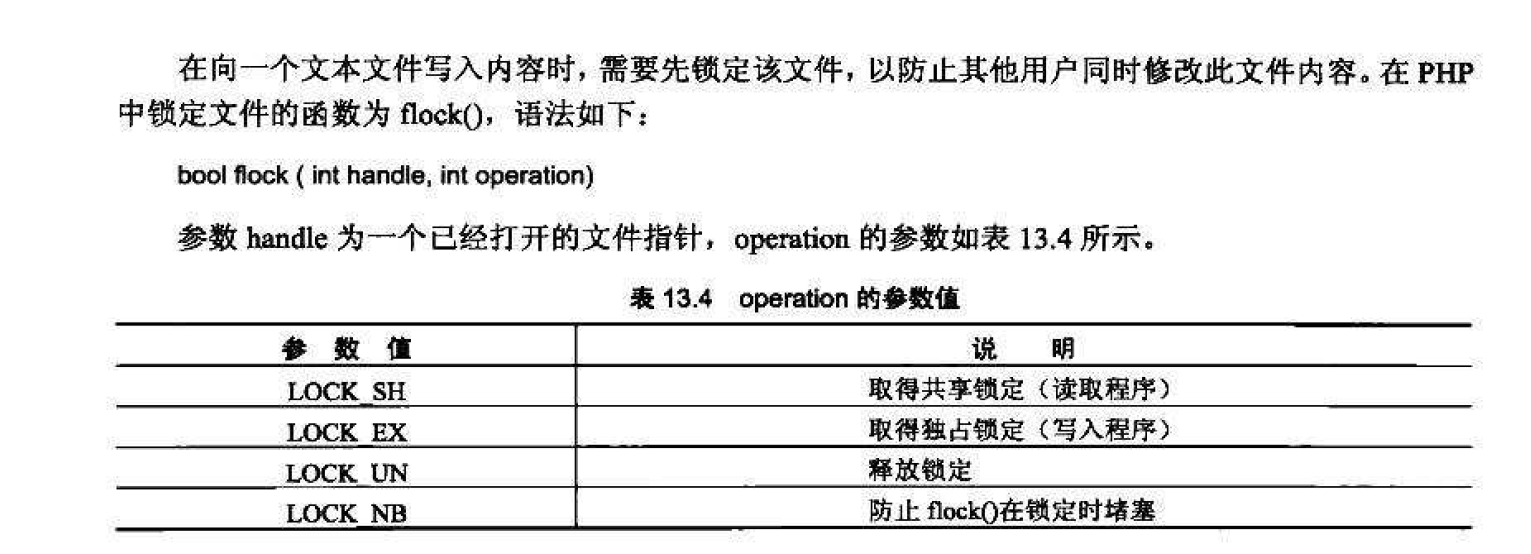 在向一个文本文件写入内容时，需要先锁定该文件，以防止其他用户同时修改此文件内容。在 PHP
中锁定文件的函数为 flock()，语法如下：
bool flock ( int handle, int operation)
参数 handle 为一个已经打开的文件指针，operation 的参数如表 13.4 所示。
表 13.4 operation 的参数值
参 数 值 说 明
LOCK_SH 取得共享锁定（读取程序）
LOCK_EX 取得独占锁定（写入程序）
LOCK_UN 释放锁定
LOCK_NB 防止 flock()在锁定时堵塞